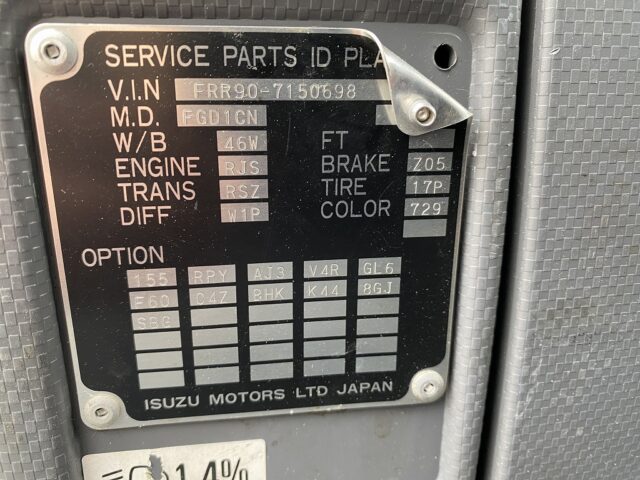 SERVICE PARTS ID PLA
V.I.N FRR90-7150698
M.D. FGD1CN
W/B 46W FT
ENGINE RJS BRAKE Z05
TRANS RSZ TIRE 17P
DIFF W1P COLOR 729
OPTION
155 RPY AJ3 V4R GL6
F60 C47 8HK K44 8GJ
SBG
ISUZU MOTORS LTD JAPAN
14%